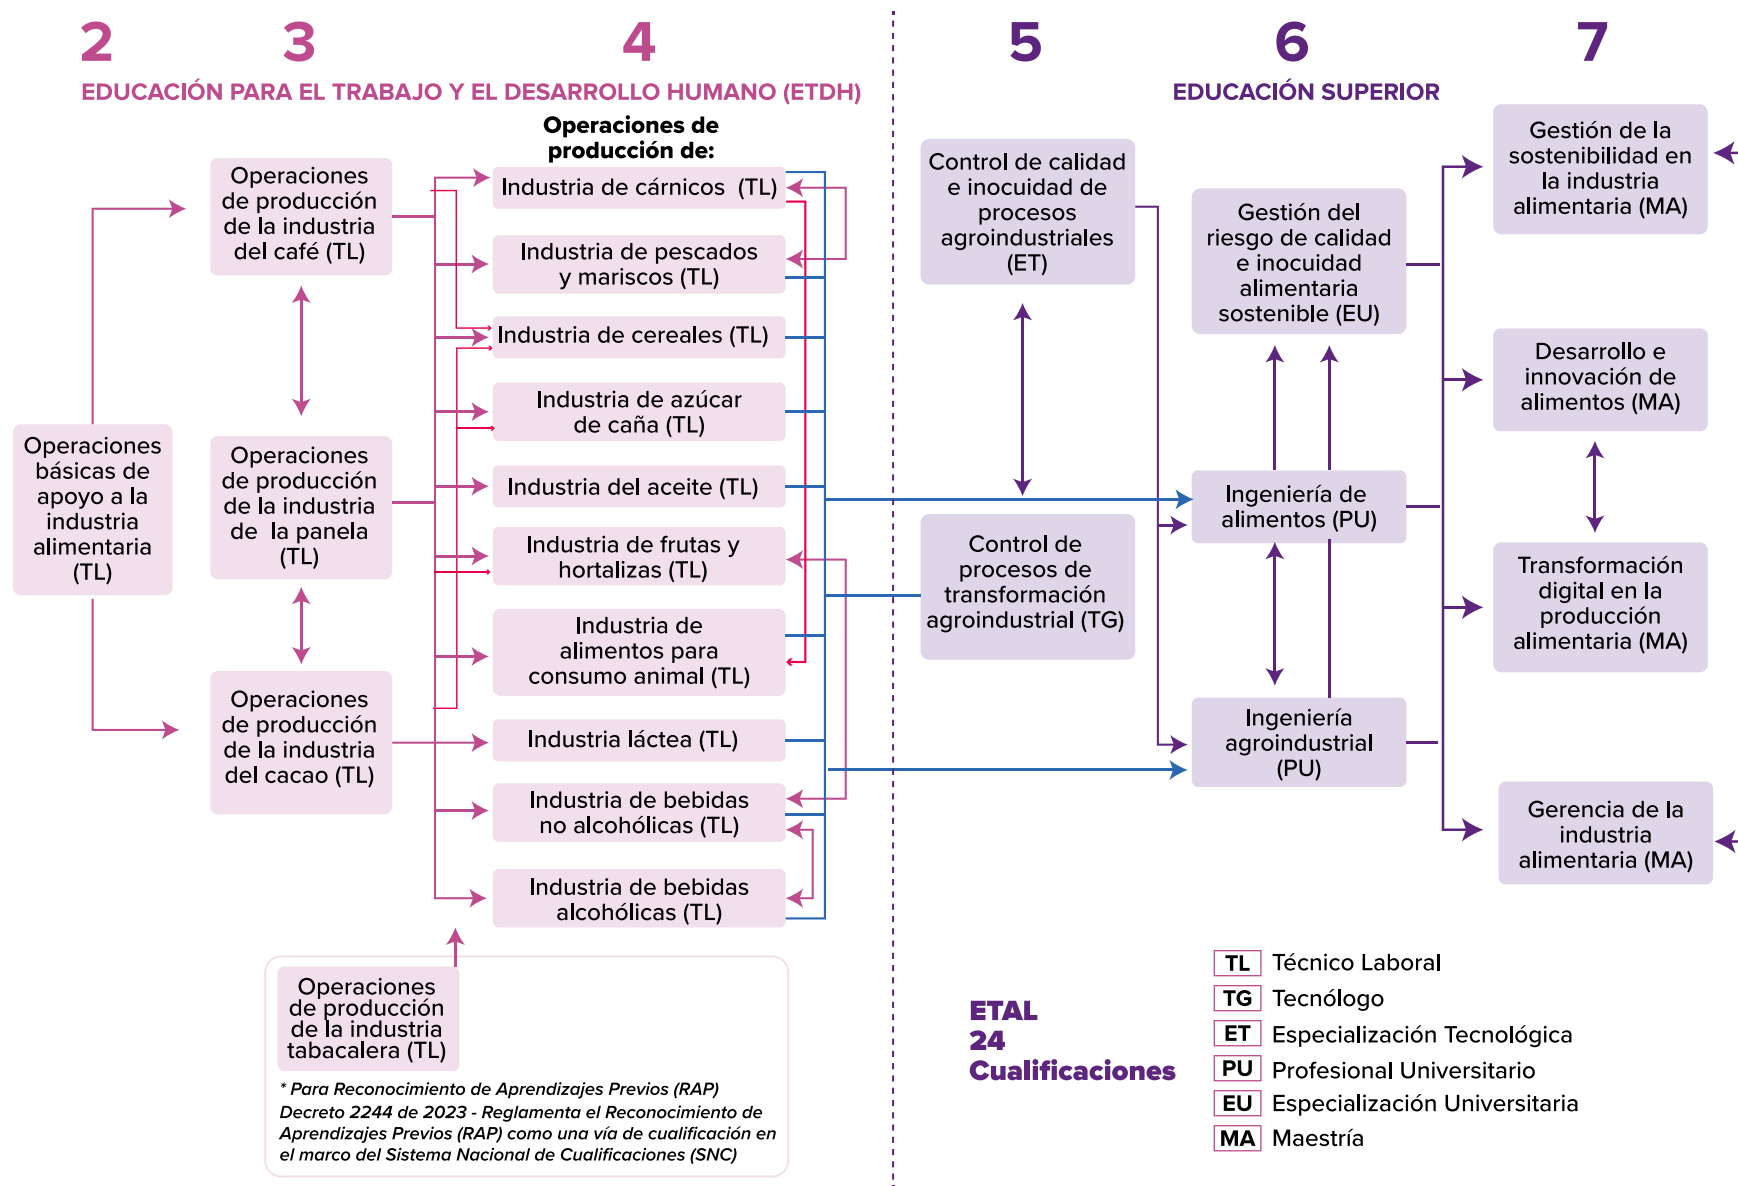 2
3
4
5
6
7
EDUCACIÓN PARA EL TRABAJO Y EL DESARROLLO HUMANO (ETDH)
EDUCACIÓN SUPERIOR
Operaciones
básicas de
apoyo a la
industria
alimentaria
(TL)
Operaciones
de producción
de la industria
del café (TL)
Operaciones
de producción
de la industria
de la panela
(TL)
Operaciones
de producción
de la industria
del cacao (TL)
Operaciones de
producción de:
Industria de cárnicos (TL)
Industria de pescados
y mariscos (TL)
Industria de cereales (TL)
Industria de azúcar
de caña (TL)
Industria del aceite (TL)
Industria de frutas y
hortalizas (TL)
Industria de
alimentos para
consumo animal (TL)
Industria láctea (TL)
Industria de bebidas
no alcohólicas (TL)
Industria de bebidas
alcohólicas (TL)
Operaciones
de producción
de la industria
tabacalera (TL)
* Para Reconocimiento de Aprendizajes Previos (RAP)
Decreto 2244 de 2023 - Reglamenta el Reconocimiento de
Aprendizajes Previos (RAP) como una vía de cualificación en
el marco del Sistema Nacional de Cualificaciones (SNC)
Control de calidad
e inocuidad de
procesos
agroindustriales
(ET)
Control de
procesos de
transformación
agroindustrial (TG)
Gestión del
riesgo de calidad
e inocuidad
alimentaria
sostenible (EU)
Ingeniería de
alimentos (PU)
Ingeniería
agroindustrial
(PU)
Gestión de la
sostenibilidad en
la industria
alimentaria (MA)
Desarrollo e
innovación de
alimentos (MA)
Transformación
digital en la
producción
alimentaria (MA)
Gerencia de la
industria
alimentaria (MA)
ETAL
24
Cualificaciones
TL Técnico Laboral
TG Tecnólogo
ET Especialización Tecnológica
PU Profesional Universitario
EU Especialización Universitaria
MA Maestría